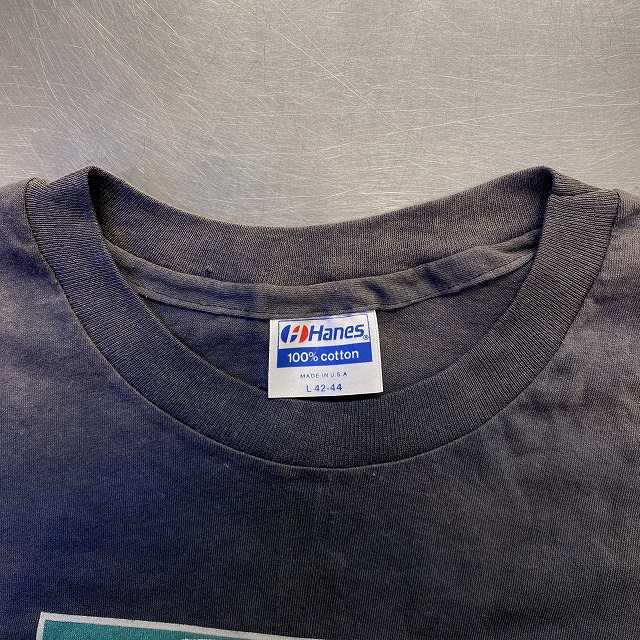 Hanes®
100% cotton
MADE IN U.S.A
L 42-44